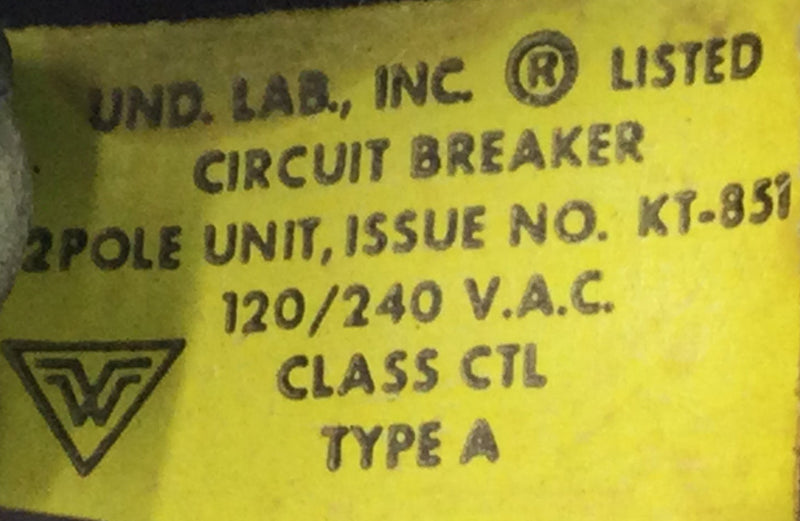 UND. LAB., INC. ® LISTED
CIRCUIT BREAKER
2POLE UNIT, ISSUE NO. KT-851
120/240 V.A.C.
CLASS CTL
TYPE A
W